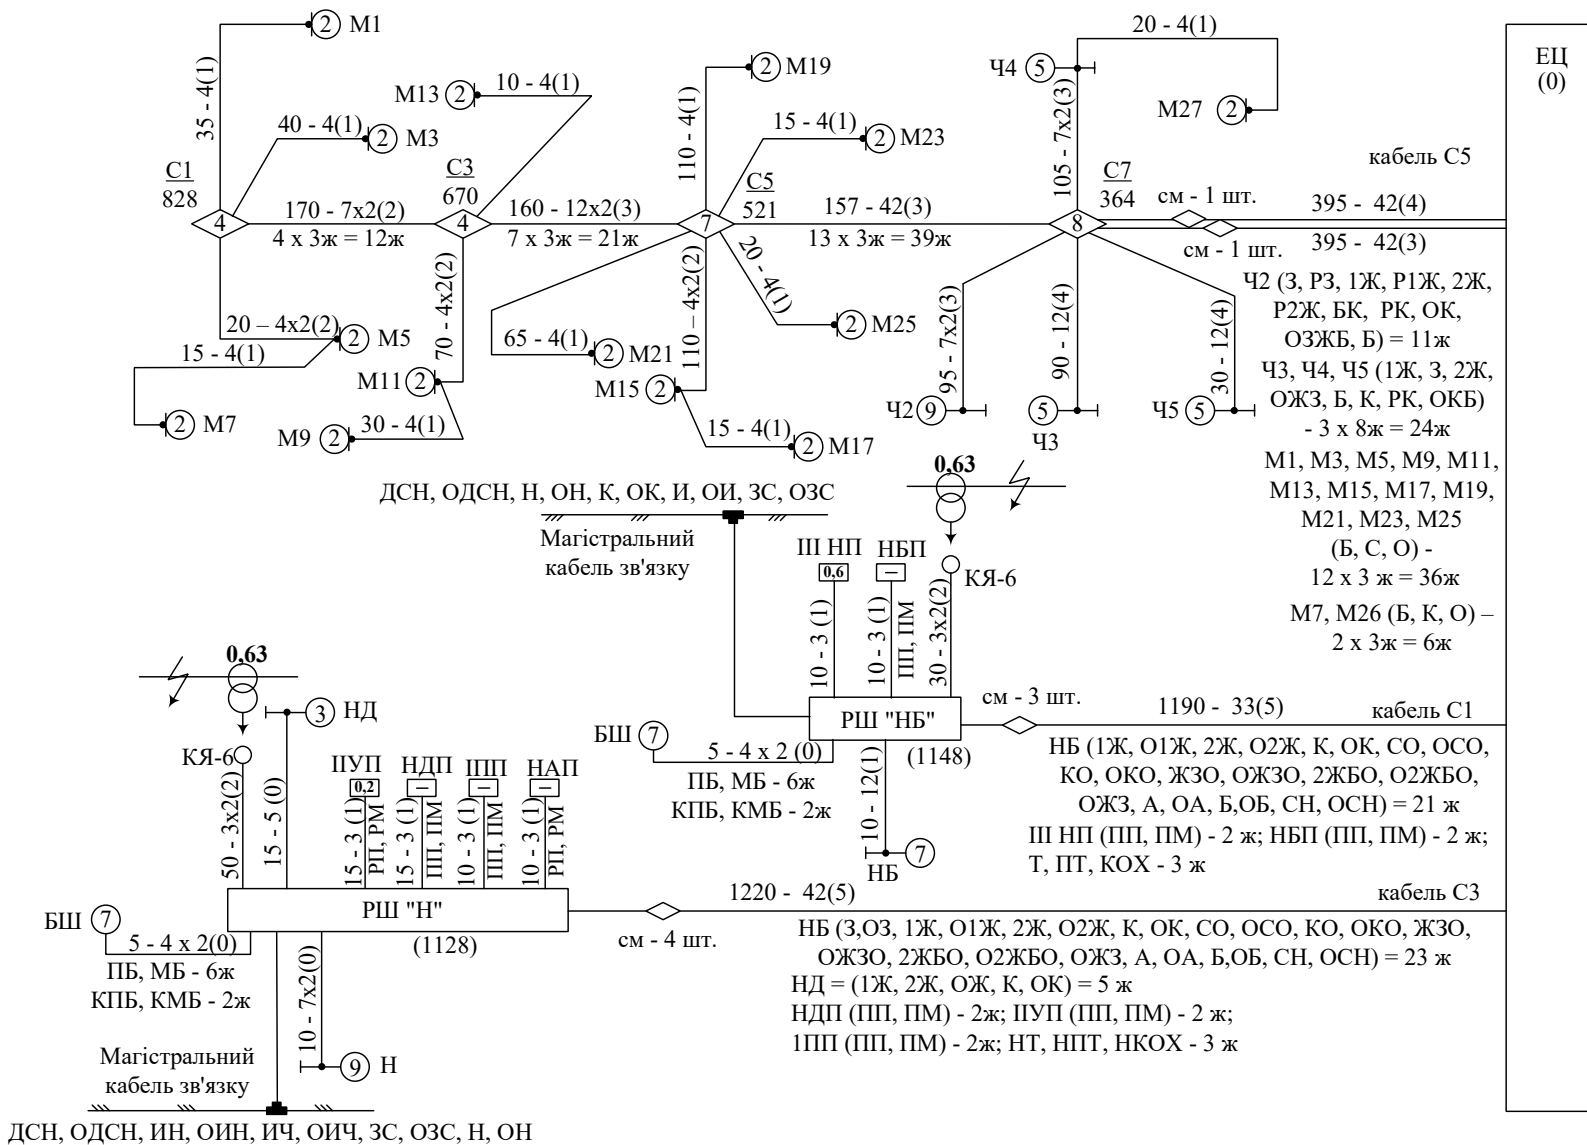 2 М1
20 - 4(1)
ЕЦ
(0)
35 - 4(1)
М13 2 10 - 4(1)
2 М19
Ч4 5
М27 2
40 - 4(1)
2 М3
110 - 4(1)
15 - 4(1)
2 М23
105 - 7x2(3)
кабель С5
С1
828
4
170 - 7x2(2)
4 x 3ж = 12ж
С3
670
4
160 - 12x2(3)
7 x 3ж = 21ж
7
С5
521
157 - 42(3)
13 x 3ж = 39ж
С7
364
8
см - 1 шт.
395 - 42(4)
см - 1 шт.
395 - 42(3)
20 – 4x2(2)
2 М5
15 - 4(1)
2 М7
70 - 4x2(2)
М11 2
М9 2
30 - 4(1)
65 - 4(1)
2 М21
110 – 4x2(2)
М15 2
15 - 4(1)
2 М17
20 - 4(1)
2 М25
95 - 7x2(3)
Ч2 9
90 - 12(4)
5
Ч3
30 - 12(4)
Ч5 5
Ч2 (З, РЗ, 1Ж, Р1Ж, 2Ж,
Р2Ж, БК, РК, ОК,
ОЗЖБ, Б) = 11ж
Ч3, Ч4, Ч5 (1Ж, З, 2Ж,
ОЖЗ, Б, К, РК, ОКБ)
- 3 x 8ж = 24ж
М1, М3, М5, М9, М11,
М13, М15, М17, М19,
М21, М23, М25
(Б, С, О) -
12 x 3 ж = 36ж
М7, М26 (Б, К, О) –
2 x 3ж = 6ж
ДСН, ОДСН, Н, ОН, К, ОК, И, ОИ, ЗС, ОЗС
Магістральний
кабель зв'язку
0,63
ІІІ НП
0,6
НБП
КЯ-6
10 - 3 (1)
10 - 3 (1)
ПП, ПМ
30 - 3x2(2)
РШ "НБ"
(1148)
см - 3 шт.
1190 - 33(5)
кабель С1
БШ 7
5 - 4 x 2 (0)
ПБ, МБ - 6ж
КПБ, КМБ - 2ж
10 - 12(1)
НБ 7
НБ (1Ж, О1Ж, 2Ж, О2Ж, К, ОК, СО, ОСО,
КО, ОКО, ЖЗО, ОЖЗО, 2ЖБО, О2ЖБО,
ОЖЗ, А, ОА, Б,ОБ, СН, ОСН) = 21 ж
ІІІ НП (ПП, ПМ) - 2 ж; НБП (ПП, ПМ) - 2 ж;
Т, ПТ, КОХ - 3 ж
0,63
КЯ-6
3 НД
50 - 3x2(2)
15 - 5 (0)
ІІУП
0,2
НДП
ІПП
НАП
15 - 3 (1)
РП, РМ
15 - 3 (1)
ПП, ПМ
10 - 3 (1)
ПП, ПМ
10 - 3 (1)
РП, РМ
РШ "Н"
(1128)
1220 - 42(5)
кабель С3
см - 4 шт.
БШ 7
5 - 4 x 2(0)
ПБ, МБ - 6ж
КПБ, КМБ - 2ж
10 - 7x2(0)
9 Н
НБ (З,ОЗ, 1Ж, О1Ж, 2Ж, О2Ж, К, ОК, СО, ОСО, КО, ОКО, ЖЗО,
ОЖЗО, 2ЖБО, О2ЖБО, ОЖЗ, А, ОА, Б,ОБ, СН, ОСН) = 23 ж
НД = (1Ж, 2Ж, ОЖ, К, ОК) = 5 ж
НДП (ПП, ПМ) - 2ж; ІІУП (ПП, ПМ) - 2 ж;
1ПП (ПП, ПМ) - 2ж; НТ, НПТ, НКОХ - 3 ж
Магістральний
кабель зв'язку
ДСН, ОДСН, ИН, ОИН, ИЧ, ОИЧ, ЗС, ОЗС, Н, ОН